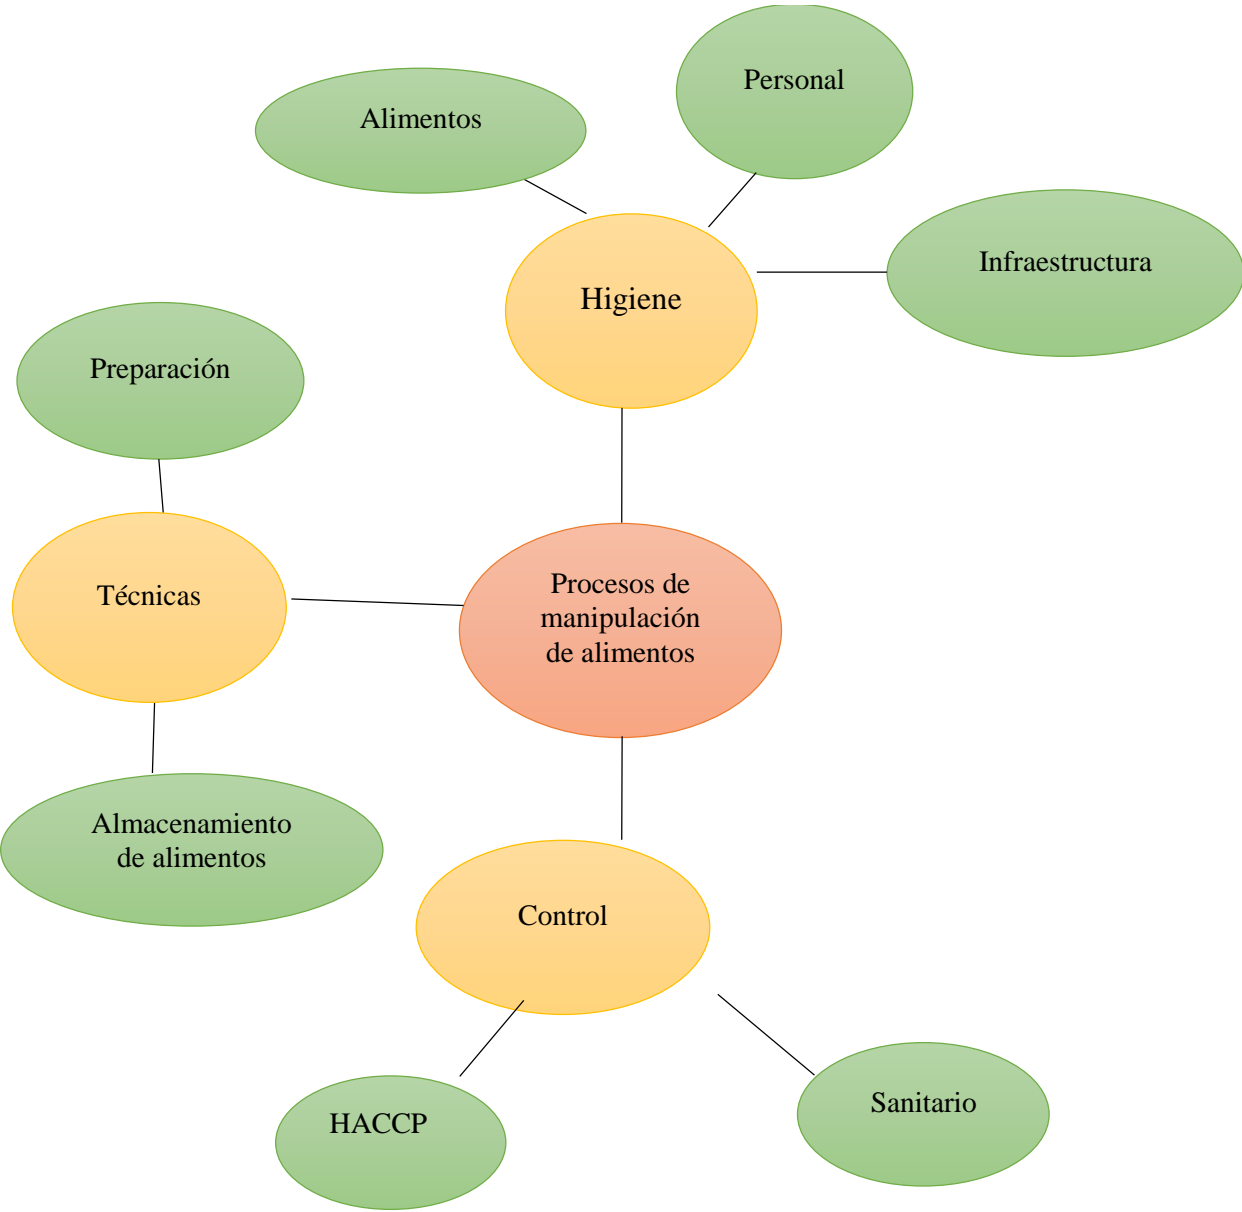 Personal
Alimentos
Infraestructura
Higiene
Preparación
Técnicas
Procesos de
manipulación
de alimentos
Almacenamiento
de alimentos
Control
HACCP
Sanitario